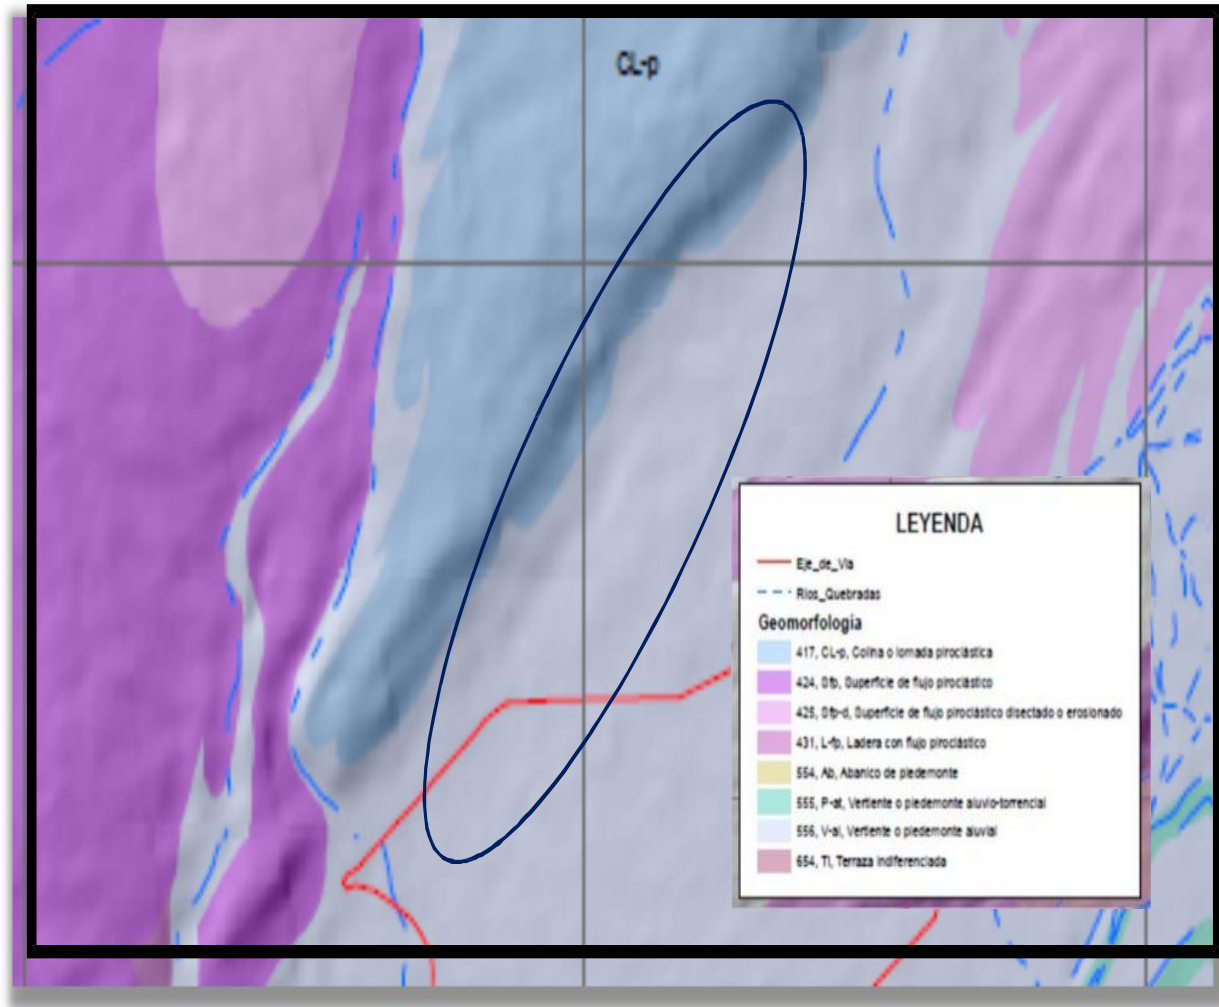 CL-p
LEYENDA
Eje_de_Via
Rios_Quebradas
Geomorfologia
417, CL-p, Colina o lomada piroclástica
424, Sfp, Superficie de flujo piroclástico
425, Sfp-d, Superficie de flujo piroclástico disectado o erosionado
431, L-fp, Ladera con flujo piroclástico
554, Ab, Abanico de piedemonte
555, P-at, Vertiente o piedemonte aluvio-torrencial
556, V-al, Vertiente o piedemonte aluvial
654, Ti, Terraza indiferenciada